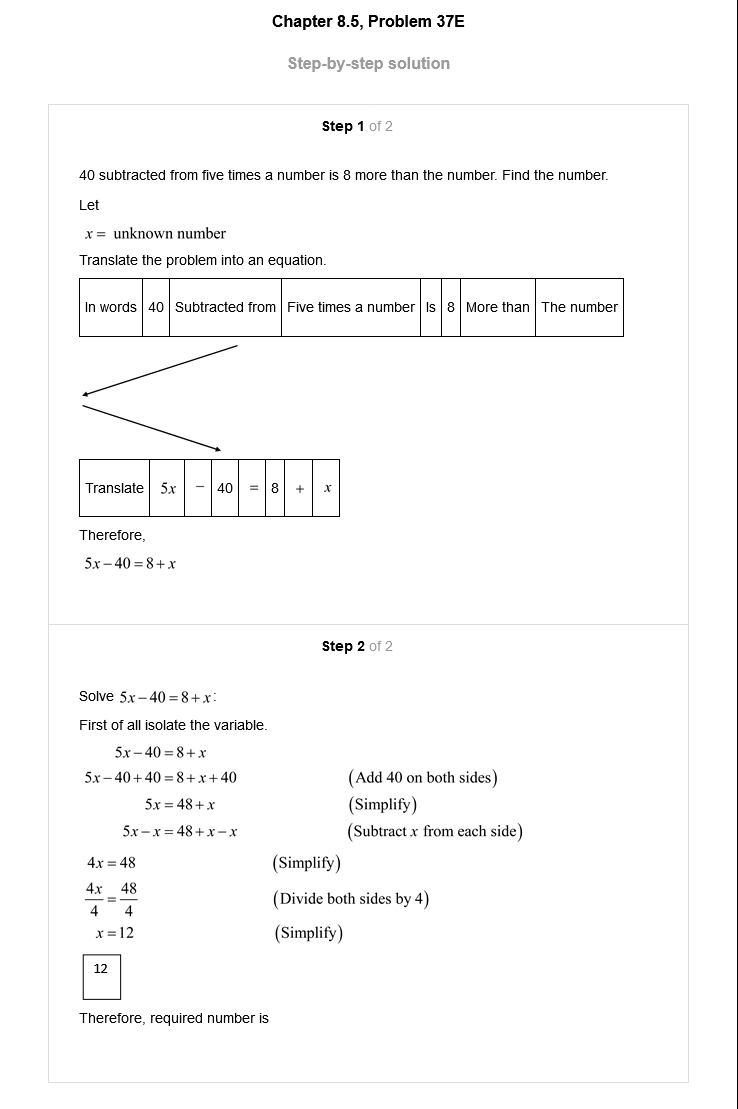 Chapter 8.5, Problem 37E
Step-by-step solution
Step 1 of 2
40 subtracted from five times a number is 8 more than the number. Find the number.
Let
x = unknown number
Translate the problem into an equation.
In words 40 Subtracted from Five times a number Is 8 More than The number
Translate 5x − 40 = 8 + x
Therefore,
5x − 40 = 8 + x
Step 2 of 2
Solve 5x − 40 = 8 + x:
First of all isolate the variable.
5x − 40 = 8 + x
5x − 40 + 40 = 8 + x + 40 (Add 40 on both sides)
5x = 48 + x (Simplify)
5x − x = 48 + x − x (Subtract x from each side)
4x = 48 (Simplify)
4x/4 = 48/4 (Divide both sides by 4)
x = 12 (Simplify)
12
Therefore, required number is